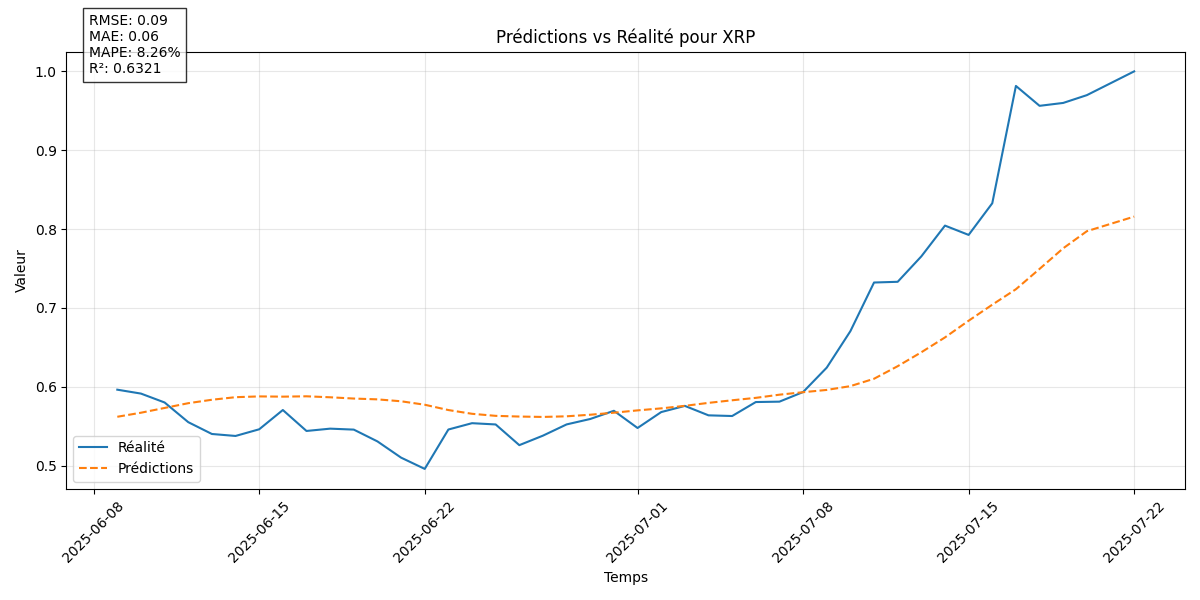 RMSE: 0.09
MAE: 0.06
MAPE: 8.26%
R²: 0.6321
Prédictions vs Réalité pour XRP
1.0
0.9
0.8
0.7
0.6
0.5
Valeur
Réalité
Prédictions
2025-06-08
2025-06-15
2025-06-22
2025-07-01
2025-07-08
2025-07-15
2025-07-22
Temps